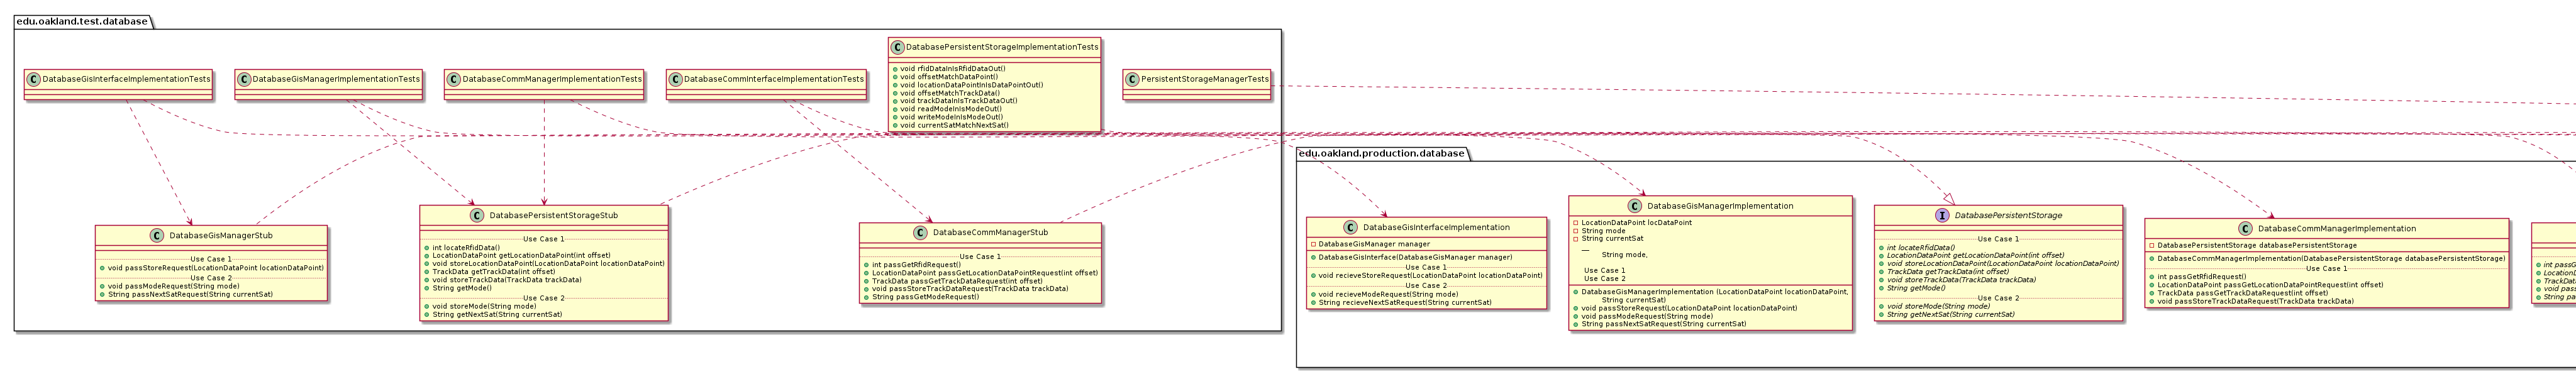 edu.oakland.test.database
C DatabaseGisInterfaceImplementationTests
C DatabaseGisManagerImplementationTests
C DatabaseCommManagerImplementationTests
C DatabaseCommInterfaceImplementationTests
C DatabasePersistentStorageImplementationTests
void rfidDataInIsRfidDataOut()
void offsetMatchDataPoint()
void locationDataPointInIsDataPointOut()
void offsetMatchTrackData()
void trackDataInIsTrackDataOut()
void readModeInIsModeOut()
void writeModeInIsModeOut()
void currentSatMatchNextSat()
C PersistentStorageManagerTests
C DatabaseGisManagerStub
Use Case 1
void passStoreRequest(LocationDataPoint locationDataPoint)
Use Case 2
void passModeRequest(String mode)
String passNextSatRequest(String currentSat)
C DatabasePersistentStorageStub
Use Case 1
int locateRfidData()
LocationDataPoint getLocationDataPoint(int offset)
void storeLocationDataPoint(LocationDataPoint locationDataPoint)
TrackData getTrackData(int offset)
void storeTrackData(TrackData trackData)
String getMode()
Use Case 2
void storeMode(String mode)
String getNextSat(String currentSat)
C DatabaseCommManagerStub
Use Case 1
int passGetRfidRequest()
LocationDataPoint passGetLocationDataPointRequest(int offset)
TrackData passGetTrackDataRequest(int offset)
void passStoreTrackDataRequest(TrackData trackData)
String passGetModeRequest()
edu.oakland.production.database
C DatabaseGisInterfaceImplementation
DatabaseGisManager manager
DatabaseGisInterface(DatabaseGisManager manager)
Use Case 1
void recieveStoreRequest(LocationDataPoint locationDataPoint)
Use Case 2
void recieveModeRequest(String mode)
String recieveNextSatRequest(String currentSat)
C DatabaseGisManagerImplementation
LocationDataPoint locDataPoint
String mode
String currentSat
__
String mode,
Use Case 1
Use Case 2
DatabaseGisManagerImplementation (LocationDataPoint locationDataPoint,
String currentSat)
void passStoreRequest(LocationDataPoint locationDataPoint)
void passModeRequest(String mode)
String passNextSatRequest(String currentSat)
I DatabasePersistentStorage
Use Case 1
int locateRfidData()
LocationDataPoint getLocationDataPoint(int offset)
void storeLocationDataPoint(LocationDataPoint locationDataPoint)
TrackData getTrackData(int offset)
void storeTrackData(TrackData trackData)
String getMode()
Use Case 2
void storeMode(String mode)
String getNextSat(String currentSat)
C DatabaseCommManagerImplementation
DatabasePersistentStorage databasePersistentStorage
DatabaseCommManagerImplementation(DatabasePersistentStorage databasePersistentStorage)
Use Case 1
int passGetRfidRequest()
LocationDataPoint passGetLocationDataPointRequest(int offset)
TrackData passGetTrackDataRequest(int offset)
void passStoreTrackDataRequest(TrackData trackData)
int
void
String